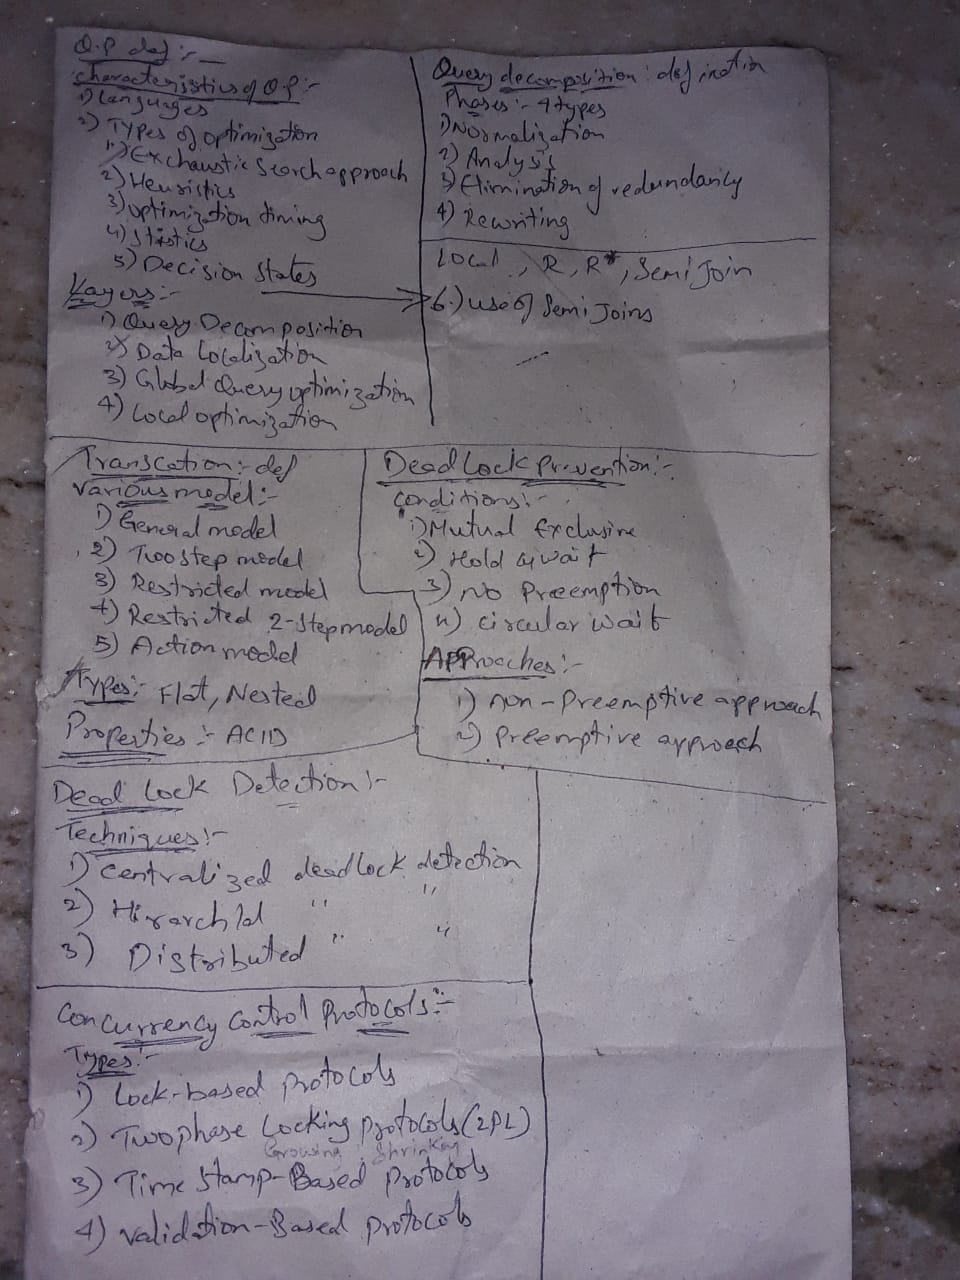 Q.P def :-
characteristics of Q.P :-
1) Languages
2) Types of optimization
1) Exchaustic Search approach
2) Heuristics
3) optimization timing
4) Stistics
5) Decision States
Layers :-
1) Query Decomposition
2) Data Localization
3) Global Query optimization
4) Local optimization
Query decomposition : defination
Phases :- 4 types
1) Normalization
2) Analysis
3) Elimination of redundancy
4) Rewriting
Local, R, R*, Semi Join
6.) use of Semi Joins
Transcation :- def
Various model :-
1) General model
2) Two step model
3) Restricted model
4) Restricted 2-Step model
5) Action model
Types :- Flat, Nested
Properties :- ACID
Dead Lock Prevention :-
conditions :-
1) Mutual Exclusive
2) Hold & wait
3) no Preemption
4) circular wait
Approaches :-
1) non-Preemptive approach
2) Preemptive approach
Dead Lock Detection :-
Techniques :-
1) Centralized deadlock detection
2) " "
3) Distributed " "
Concurrency Control Protocols :-
Types :-
1) Lock-based Protocols
2) Two phase Locking Protocols (2PL)
Growing, Shrinking
3) Time Stamp-Based Protocols
4) Validation-Based Protocols